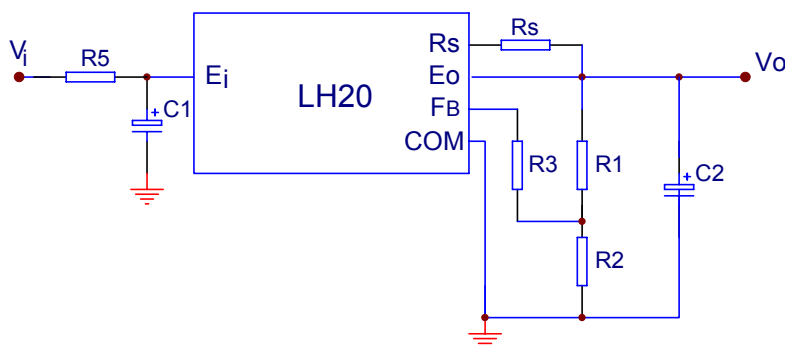 Vi
R5
C1
+
Ei
LH20
Rs
Eo
FB
COM
Rs
R3
R1
R2
+
C2
Vo